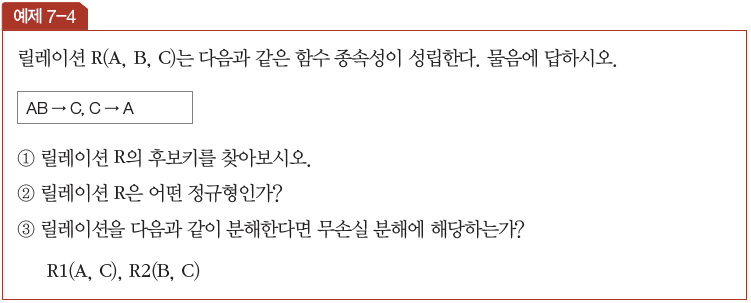 예제 7-4
릴레이션 R(A, B, C)는 다음과 같은 함수 종속성이 성립한다. 물음에 답하시오.
AB → C, C → A
① 릴레이션 R의 후보키를 찾아보시오.
② 릴레이션 R은 어떤 정규형인가?
③ 릴레이션을 다음과 같이 분해한다면 무손실 분해에 해당하는가?
R1(A, C), R2(B, C)